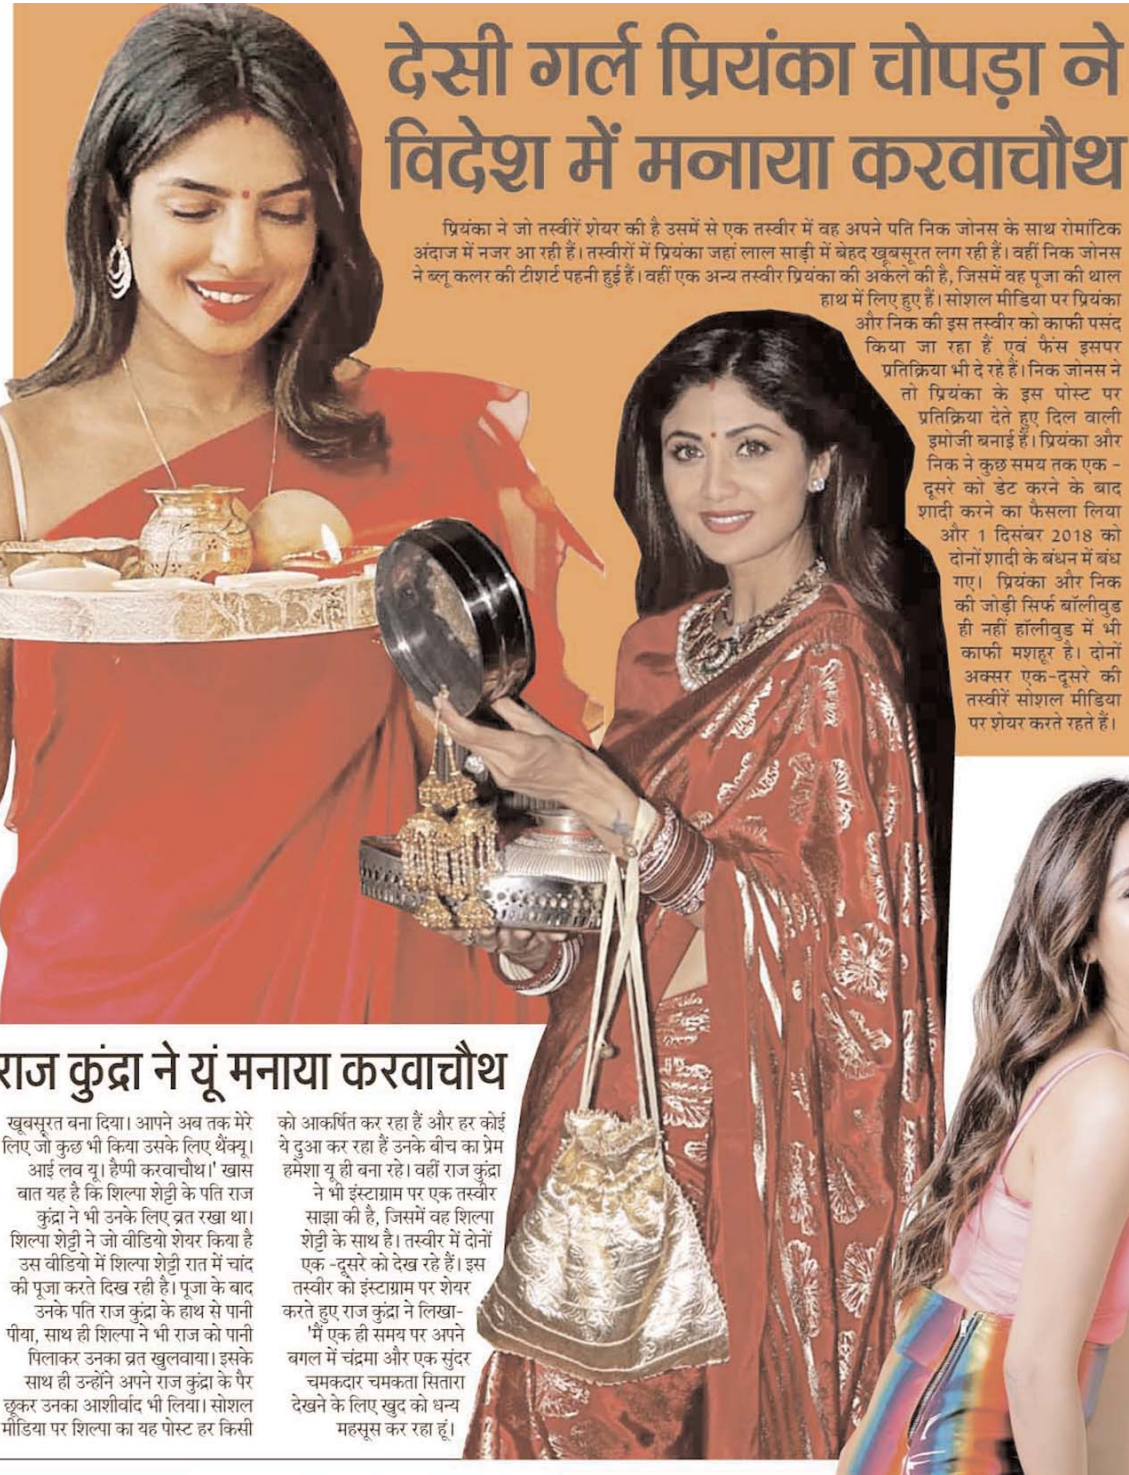 देसी गर्ल प्रियंका चोपड़ा ने
विदेश में मनाया करवाचौथ
प्रियंका ने जो तस्वीरें शेयर की है उसमें से एक तस्वीर में वह अपने पति निक जोनस के साथ रोमांटिक
अंदाज में नजर आ रही हैं। तस्वीरों में प्रियंका जहां लाल साड़ी में बेहद खूबसूरत लग रही हैं। वहीं निक जोनस
ने ब्लू कलर की टीशर्ट पहनी हुई हैं। वहीं एक अन्य तस्वीर प्रियंका की अकेले की है, जिसमें वह पूजा की थाल
हाथ में लिए हुए हैं। सोशल मीडिया पर प्रियंका
और निक की इस तस्वीर को काफी पसंद
किया जा रहा हैं एवं फैंस इसपर
प्रतिक्रिया भी दे रहे हैं। निक जोनस ने
तो प्रियंका के इस पोस्ट पर
प्रतिक्रिया देते हुए दिल वाली
इमोजी बनाई हैं। प्रियंका और
निक ने कुछ समय तक एक -
दूसरे को डेट करने के बाद
शादी करने का फैसला लिया
और 1 दिसंबर 2018 को
दोनों शादी के बंधन में बंध
गए। प्रियंका और निक
की जोड़ी सिर्फ बॉलीवुड
ही नहीं हॉलीवुड में भी
काफी मशहूर है। दोनों
अक्सर एक-दूसरे की
तस्वीरें सोशल मीडिया
पर शेयर करते रहते हैं।
राज कुंद्रा ने यूं मनाया करवाचौथ
खूबसूरत बना दिया। आपने अब तक मेरे
लिए जो कुछ भी किया उसके लिए थैंक्यू।
आई लव यू। हैप्पी करवाचौथ।' खास
बात यह है कि शिल्पा शेट्टी के पति राज
कुंद्रा ने भी उनके लिए व्रत रखा था।
शिल्पा शेट्टी ने जो वीडियो शेयर किया है
उस वीडियो में शिल्पा शेट्टी रात में चांद
की पूजा करते दिख रही है। पूजा के बाद
उनके पति राज कुंद्रा के हाथ से पानी
पीया, साथ ही शिल्पा ने भी राज को पानी
पिलाकर उनका व्रत खुलवाया। इसके
साथ ही उन्होंने अपने राज कुंद्रा के पैर
छूकर उनका आशीर्वाद भी लिया। सोशल
मीडिया पर शिल्पा का यह पोस्ट हर किसी
को आकर्षित कर रहा हैं और हर कोई
ये दुआ कर रहा हैं उनके बीच का प्रेम
हमेशा यू ही बना रहे। वहीं राज कुंद्रा
ने भी इंस्टाग्राम पर एक तस्वीर
साझा की है, जिसमें वह शिल्पा
शेट्टी के साथ है। तस्वीर में दोनों
एक -दूसरे को देख रहे हैं। इस
तस्वीर को इंस्टाग्राम पर शेयर
करते हुए राज कुंद्रा ने लिखा-
'मैं एक ही समय पर अपने
बगल में चंद्रमा और एक सुंदर
चमकदार चमकता सितारा
देखने के लिए खुद को धन्य
महसूस कर रहा हूं।